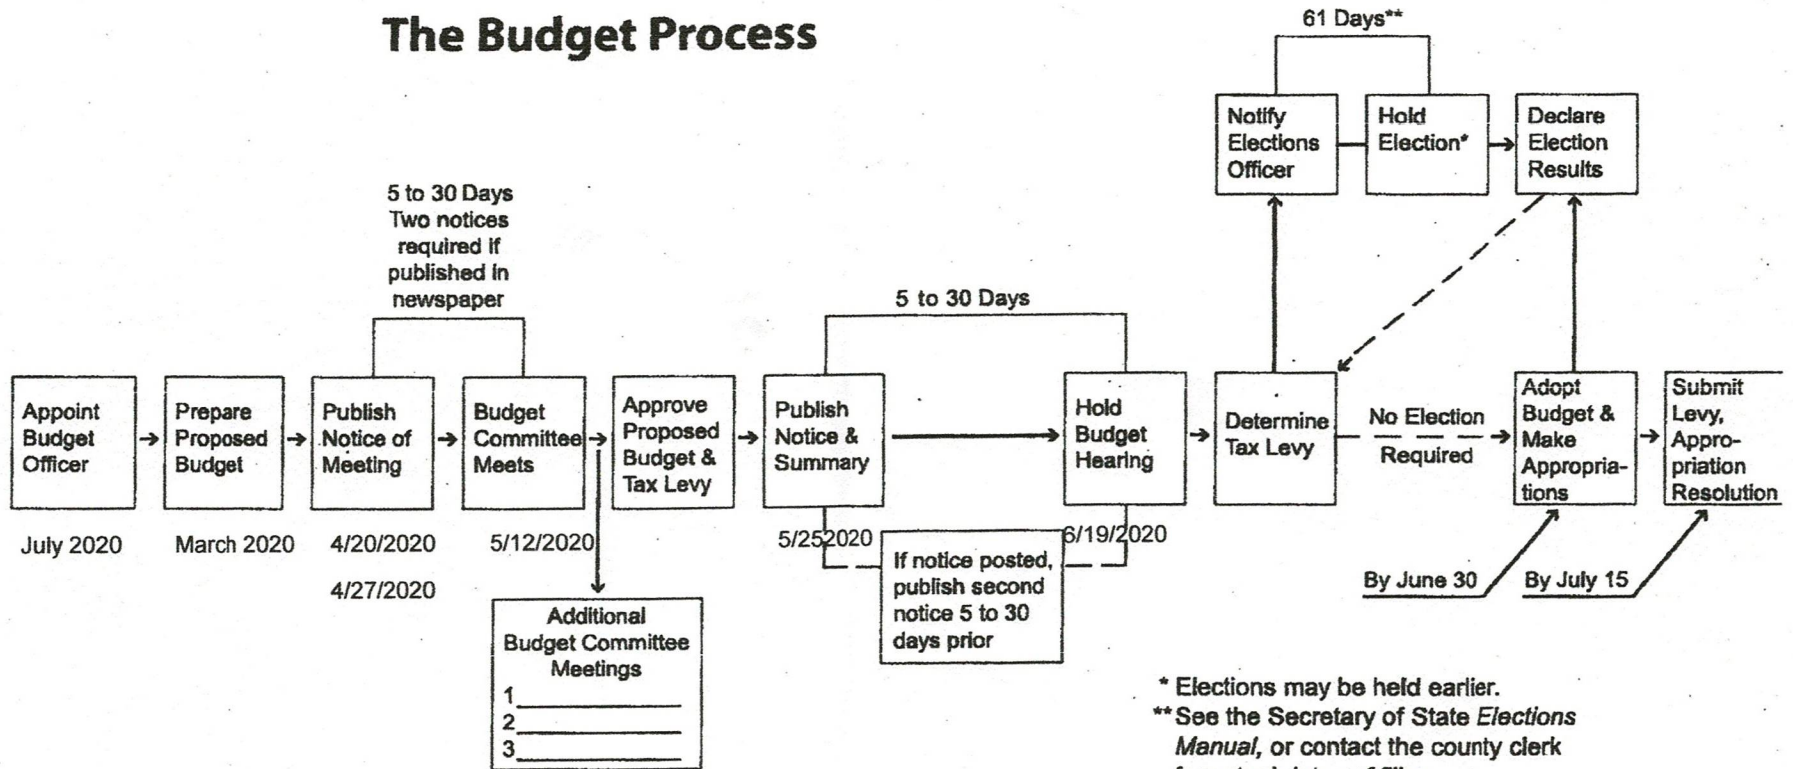 The Budget Process
61 Days**
Notify
Elections
Officer
Hold
Election*
Declare
Election
Results
5 to 30 Days
Two notices
required if
published in
newspaper
5 to 30 Days
Appoint
Budget
Officer
Prepare
Proposed
Budget
Publish
Notice of
Meeting
Budget
Committee
Meets
Approve
Proposed
Budget &
Tax Levy
Publish
Notice &
Summary
Hold
Budget
Hearing
Determine
Tax Levy
No Election
Required
Adopt
Budget &
Make
Appropria-
tions
Submit
Levy,
Appro-
priation
Resolution
July 2020
March 2020
4/20/2020
4/27/2020
5/12/2020
5/252020
6/19/2020
If notice posted,
publish second
notice 5 to 30
days prior
By June 30
By July 15
Additional
Budget Committee
Meetings
1
2
3
* Elections may be held earlier.
**See the Secretary of State Elections
Manual, or contact the county clerk